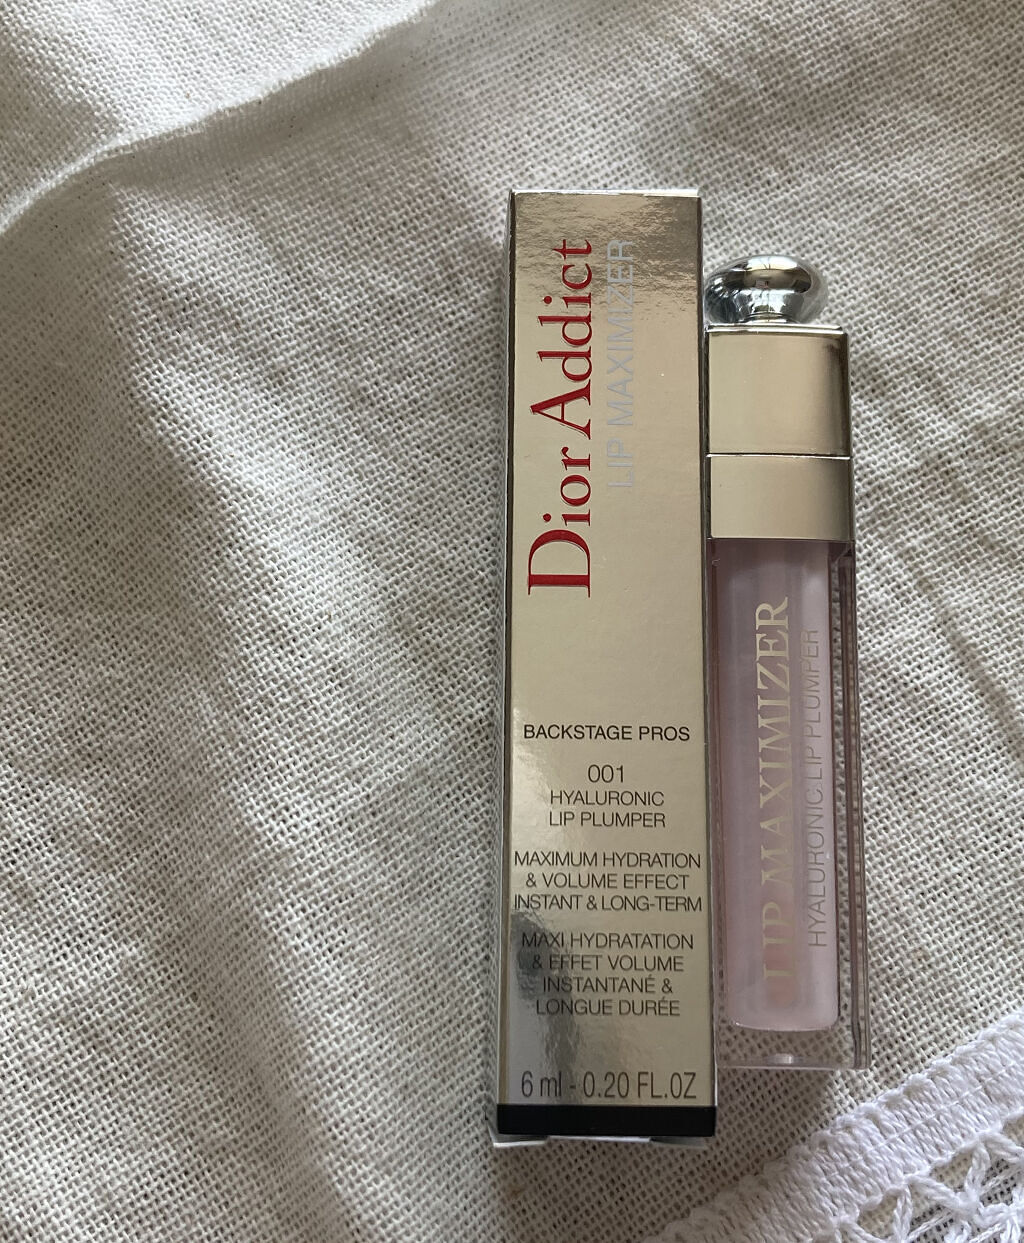 Dior Addict
LIP MAXIMIZER
BACKSTAGE PROS
001
HYALURONIC
LIP PLUMPER
MAXIMUM HYDRATION
& VOLUME EFFECT
INSTANT & LONG-TERM
MAXI HYDRATATION
& EFFET VOLUME
INSTANTANÉ &
LONGUE DURÉE
6 ml - 0.20 FL.OZ
LIP MAXIMIZER
HYALURONIC LIP PLUMPER